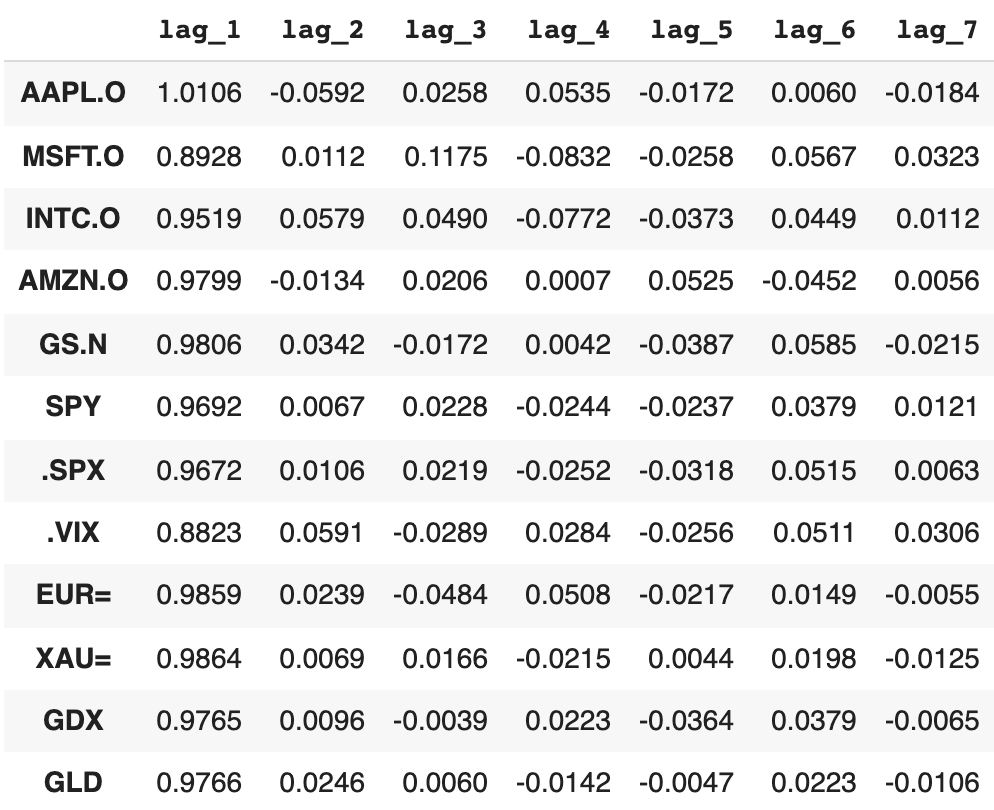 lag_1 lag_2 lag_3 lag_4 lag_5 lag_6 lag_7
AAPL.O 1.0106 -0.0592 0.0258 0.0535 -0.0172 0.0060 -0.0184
MSFT.O 0.8928 0.0112 0.1175 -0.0832 -0.0258 0.0567 0.0323
INTC.O 0.9519 0.0579 0.0490 -0.0772 -0.0373 0.0449 0.0112
AMZN.O 0.9799 -0.0134 0.0206 0.0007 0.0525 -0.0452 0.0056
GS.N 0.9806 0.0342 -0.0172 0.0042 -0.0387 0.0585 -0.0215
SPY 0.9692 0.0067 0.0228 -0.0244 -0.0237 0.0379 0.0121
.SPX 0.9672 0.0106 0.0219 -0.0252 -0.0318 0.0515 0.0063
.VIX 0.8823 0.0591 -0.0289 0.0284 -0.0256 0.0511 0.0306
EUR= 0.9859 0.0239 -0.0484 0.0508 -0.0217 0.0149 -0.0055
XAU= 0.9864 0.0069 0.0166 -0.0215 0.0044 0.0198 -0.0125
GDX 0.9765 0.0096 -0.0039 0.0223 -0.0364 0.0379 -0.0065
GLD 0.9766 0.0246 0.0060 -0.0142 -0.0047 0.0223 -0.0106